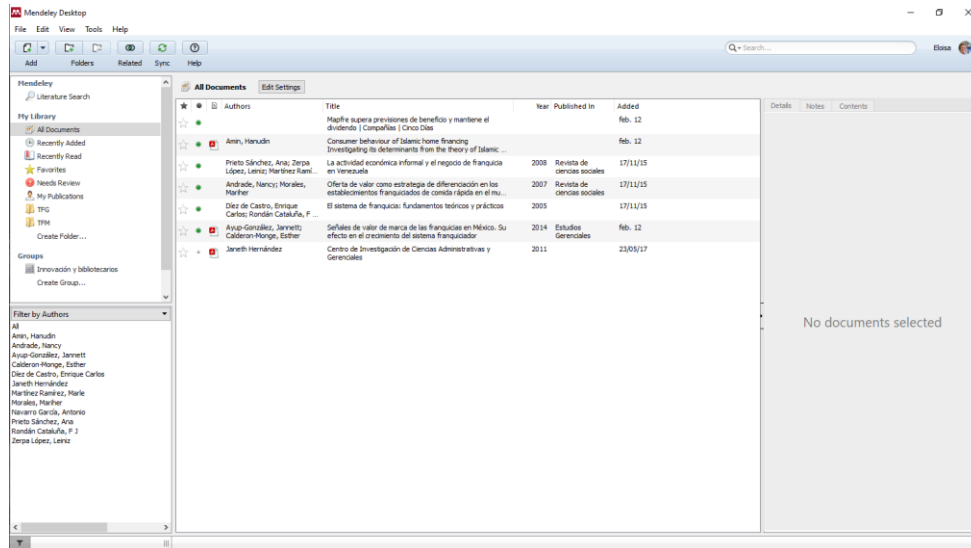 Mendeley Desktop
File Edit View Tools Help
Search...
Eloisa
Add Folders Related Sync Help
Mendeley
Literature Search
My Library
All Documents
Recently Added
Recently Read
Favorites
Needs Review
My Publications
TFG
TFM
Create Folder...
Groups
Innovación y bibliotecarios
Create Group...
Filter by Authors
All
Amin, Hanudin
Andrade, Nancy
Ayup-González, Jannett
Calderon-Monge, Esther
Díez de Castro, Enrique Carlos
Janeth Hernández
Martínez Ramírez, Marle
Morales, Mariher
Navarro García, Antonio
Prieto Sánchez, Ana
Rondán Cataluña, F J
Zerpa López, Leiniz
All Documents Edit Settings
Authors Title Year Published In Added
Mapfre supera previsiones de beneficio y mantiene el feb. 12
dividendo | Compañías | Cinco Días
Amin, Hanudin Consumer behaviour of Islamic home financing feb. 12
Investigating its determinants from the theory of Islamic ...
Prieto Sánchez, Ana; Zerpa La actividad económica informal y el negocio de franquicia 2008 Revista de 17/11/15
López, Leiniz; Martínez Ramí... en Venezuela ciencias sociales
Andrade, Nancy; Morales, Oferta de valor como estrategia de diferenciación en los 2007 Revista de 17/11/15
Mariher establecimientos franquiciados de comida rápida en el mu... ciencias sociales
Díez de Castro, Enrique El sistema de franquicia: fundamentos teóricos y prácticos 2005 17/11/15
Carlos; Rondán Cataluña, F ...
Ayup-González, Jannett; Señales de valor de marca de las franquicias en México. Su 2014 Estudios feb. 12
Calderon-Monge, Esther efecto en el crecimiento del sistema franquiciador Gerenciales
Janeth Hernández Centro de Investigación de Ciencias Administrativas y 2011 23/05/17
Gerenciales
Details Notes Contents
No documents selected